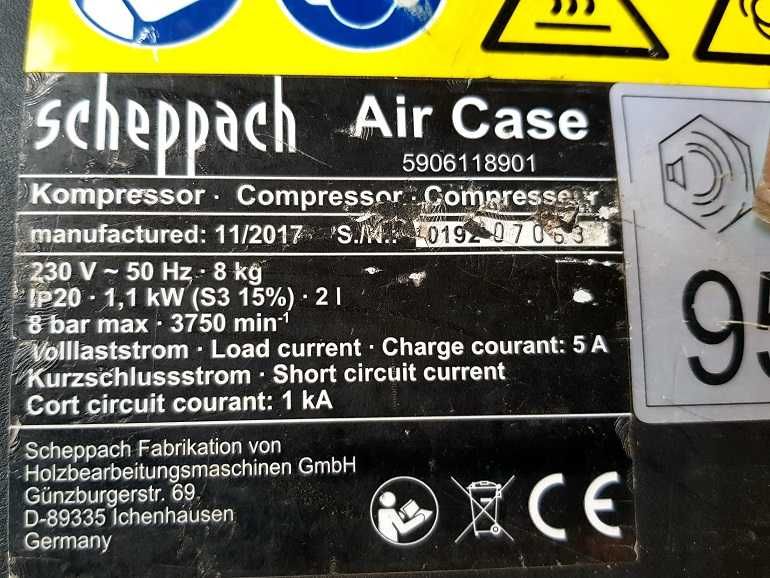 scheppach Air Case
5906118901
Kompressor · Compressor · Compresseur
manufactured: 11/2017 S./N.: 0192 07063
230 V ~ 50 Hz · 8 kg
IP20 · 1,1 kW (S3 15%) · 2 l
8 bar max · 3750 min⁻¹
Volllaststrom · Load current · Charge courant: 5 A
Kurzschlussstrom · Short circuit current
Cort circuit courant: 1 kA
Scheppach Fabrikation von
Holzbearbeitungsmaschinen GmbH
Günzburgerstr. 69
D-89335 Ichenhausen
Germany
CE
95